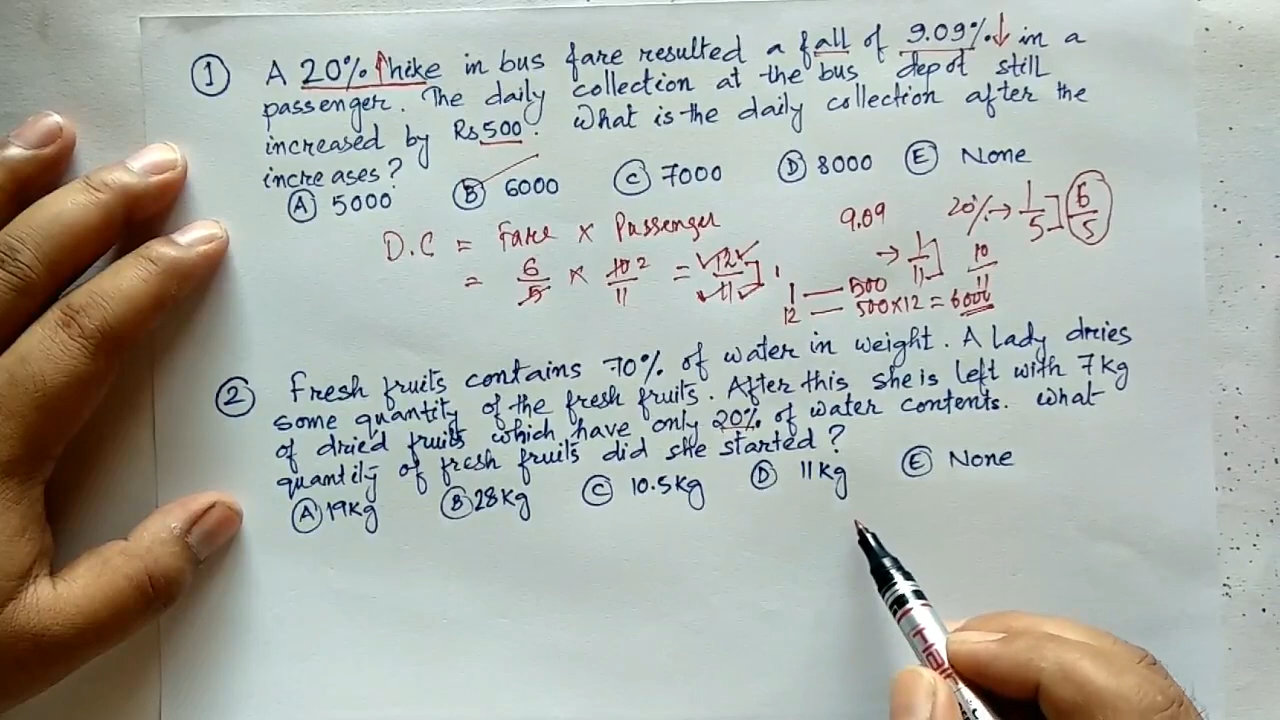 ① A 20% ↑hike in bus fare resulted a fall of 9.09%↓ in a
passenger. The daily collection at the bus depot still
increased by Rs 500. What is the daily collection after the
increases?
Ⓐ 5000 Ⓑ 6000 Ⓒ 7000 Ⓓ 8000 Ⓔ None
D.C = Fare × Passenger 9.09 20% → 1/5 6/5
= 6/5 × 10/11 2 = 12/11 1 → 1/11 10/11
1 — 500
12 — 500×12 = 6000
② Fresh fruits contains 70% of water in weight. A lady dries
some quantity of the fresh fruits. After this she is left with 7kg
of dried fruits which have only 20% of water contents. What
quantity of fresh fruits did she started?
Ⓐ 19kg Ⓑ 28kg Ⓒ 10.5kg Ⓓ 11kg Ⓔ None